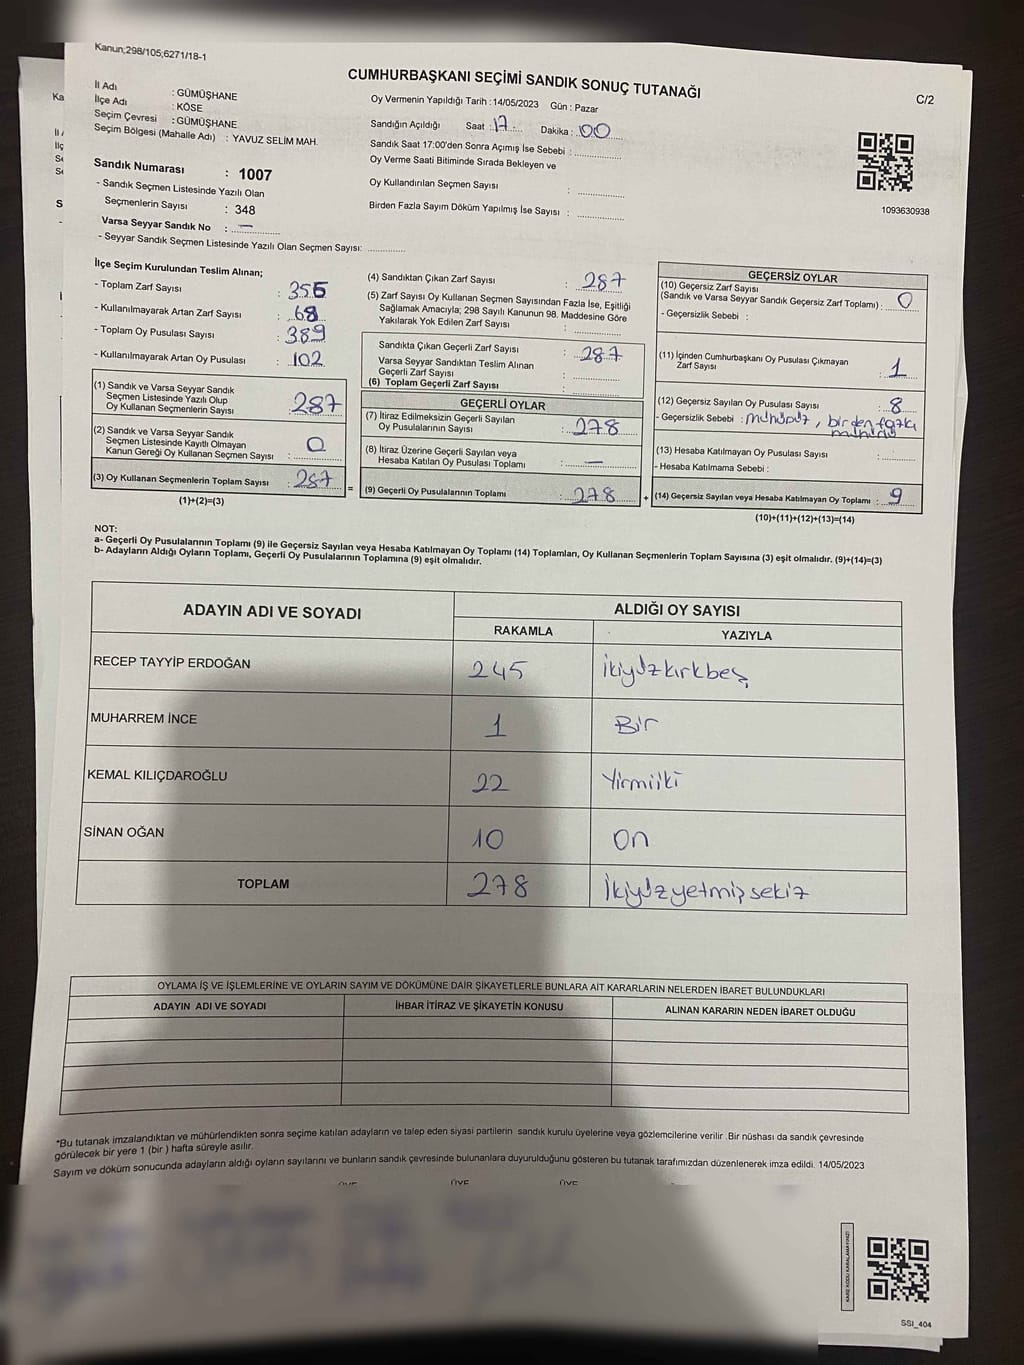 Kanun;298/105;6271/18-1
CUMHURBAŞKANI SEÇİMİ SANDIK SONUÇ TUTANAĞI
C/2
İl Adı : GÜMÜŞHANE
İlçe Adı : KÖSE
Seçim Çevresi : GÜMÜŞHANE
Seçim Bölgesi (Mahalle Adı) : YAVUZ SELİM MAH.
Sandık Numarası : 1007
- Sandık Seçmen Listesinde Yazılı Olan
Seçmenlerin Sayısı : 348
Varsa Seyyar Sandık No : —
- Seyyar Sandık Seçmen Listesinde Yazılı Olan Seçmen Sayısı: ............
Oy Vermenin Yapıldığı Tarih : 14/05/2023 Gün : Pazar
Sandığın Açıldığı Saat 17 Dakika : 00
Sandık Saat 17:00'den Sonra Açımış İse Sebebi : ............
Oy Verme Saati Bitiminde Sırada Bekleyen ve
Oy Kullandırılan Seçmen Sayısı : ............
Birden Fazla Sayım Döküm Yapılmış İse Sayısı : ............
1093630938
İlçe Seçim Kurulundan Teslim Alınan;
- Toplam Zarf Sayısı : 355
- Kullanılmayarak Artan Zarf Sayısı : 68
- Toplam Oy Pusulası Sayısı : 389
- Kullanılmayarak Artan Oy Pusulası : 102
(1) Sandık ve Varsa Seyyar Sandık
Seçmen Listesinde Yazılı Olup
Oy Kullanan Seçmenlerin Sayısı : 287
(2) Sandık ve Varsa Seyyar Sandık
Seçmen Listesinde Kayıtlı Olmayan
Kanun Gereği Oy Kullanan Seçmen Sayısı : 0
(3) Oy Kullanan Seçmenlerin Toplam Sayısı : 287
(1)+(2)=(3)
=
(4) Sandıktan Çıkan Zarf Sayısı : 287
(5) Zarf Sayısı Oy Kullanan Seçmen Sayısından Fazla İse, Eşitliği
Sağlamak Amacıyla; 298 Sayılı Kanunun 98. Maddesine Göre
Yakılarak Yok Edilen Zarf Sayısı : ............
Sandıkta Çıkan Geçerli Zarf Sayısı : 287
Varsa Seyyar Sandıktan Teslim Alınan
Geçerli Zarf Sayısı : ............
(6) Toplam Geçerli Zarf Sayısı : ............
GEÇERLİ OYLAR
(7) İtiraz Edilmeksizin Geçerli Sayılan
Oy Pusulalarının Sayısı : 278
(8) İtiraz Üzerine Geçerli Sayılan veya
Hesaba Katılan Oy Pusulası Toplamı : —
(9) Geçerli Oy Pusulalarının Toplamı : 278
+
GEÇERSİZ OYLAR
(10) Geçersiz Zarf Sayısı
(Sandık ve Varsa Seyyar Sandık Geçersiz Zarf Toplamı) : 0
- Geçersizlik Sebebi :
(11) İçinden Cumhurbaşkanı Oy Pusulası Çıkmayan
Zarf Sayısı : 1
(12) Geçersiz Sayılan Oy Pusulası Sayısı : 8
- Geçersizlik Sebebi : mühürsüz, birden fazla
mühürlü
(13) Hesaba Katılmayan Oy Pusulası Sayısı : ............
- Hesaba Katılmama Sebebi :
(14) Geçersiz Sayılan veya Hesaba Katılmayan Oy Toplamı : 9
(10)+(11)+(12)+(13)=(14)
NOT:
a- Geçerli Oy Pusulalarının Toplamı (9) ile Geçersiz Sayılan veya Hesaba Katılmayan Oy Toplamı (14) Toplamları, Oy Kullanan Seçmenlerin Toplam Sayısına (3) eşit olmalıdır. (9)+(14)=(3)
b- Adayların Aldığı Oyların Toplamı, Geçerli Oy Pusulalarının Toplamına (9) eşit olmalıdır.
ADAYIN ADI VE SOYADI
ALDIĞI OY SAYISI
RAKAMLA YAZIYLA
RECEP TAYYİP ERDOĞAN 245 İkiyüzkırkbeş
MUHARREM İNCE 1 Bir
KEMAL KILIÇDAROĞLU 22 Yirmiiki
SİNAN OĞAN 10 On
TOPLAM 278 İkiyüzyetmişsekiz
OYLAMA İŞ VE İŞLEMLERİNE VE OYLARIN SAYIM VE DÖKÜMÜNE DAİR ŞİKAYETLERLE BUNLARA AİT KARARLARIN NELERDEN İBARET BULUNDUKLARI
ADAYIN ADI VE SOYADI İHBAR İTİRAZ VE ŞİKAYETİN KONUSU ALINAN KARARIN NEDEN İBARET OLDUĞU
*Bu tutanak imzalandıktan ve mühürlendikten sonra seçime katılan adayların ve talep eden siyasi partilerin sandık kurulu üyelerine veya gözlemcilerine verilir .Bir nüshası da sandık çevresinde
görülecek bir yere 1 (bir ) hafta süreyle asılır.
Sayım ve döküm sonucunda adayların aldığı oyların sayılarını ve bunların sandık çevresinde bulunanlara duyurulduğunu gösteren bu tutanak tarafımızdan düzenlenerek imza edildi. 14/05/2023
ÜYE ÜYE ÜYE
KARE KODU KARALAMAYINIZ!
SSI_404